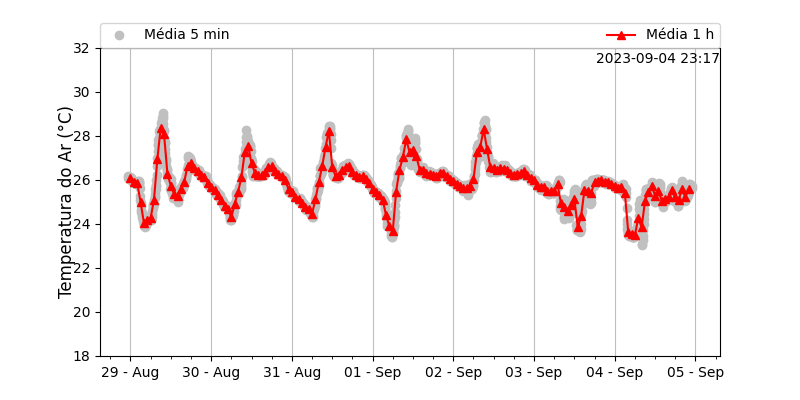 Média 5 min
Média 1 h
2023-09-04 23:17
Temperatura do Ar (°C)
32
30
28
26
24
22
20
18
29 - Aug
30 - Aug
31 - Aug
01 - Sep
02 - Sep
03 - Sep
04 - Sep
05 - Sep